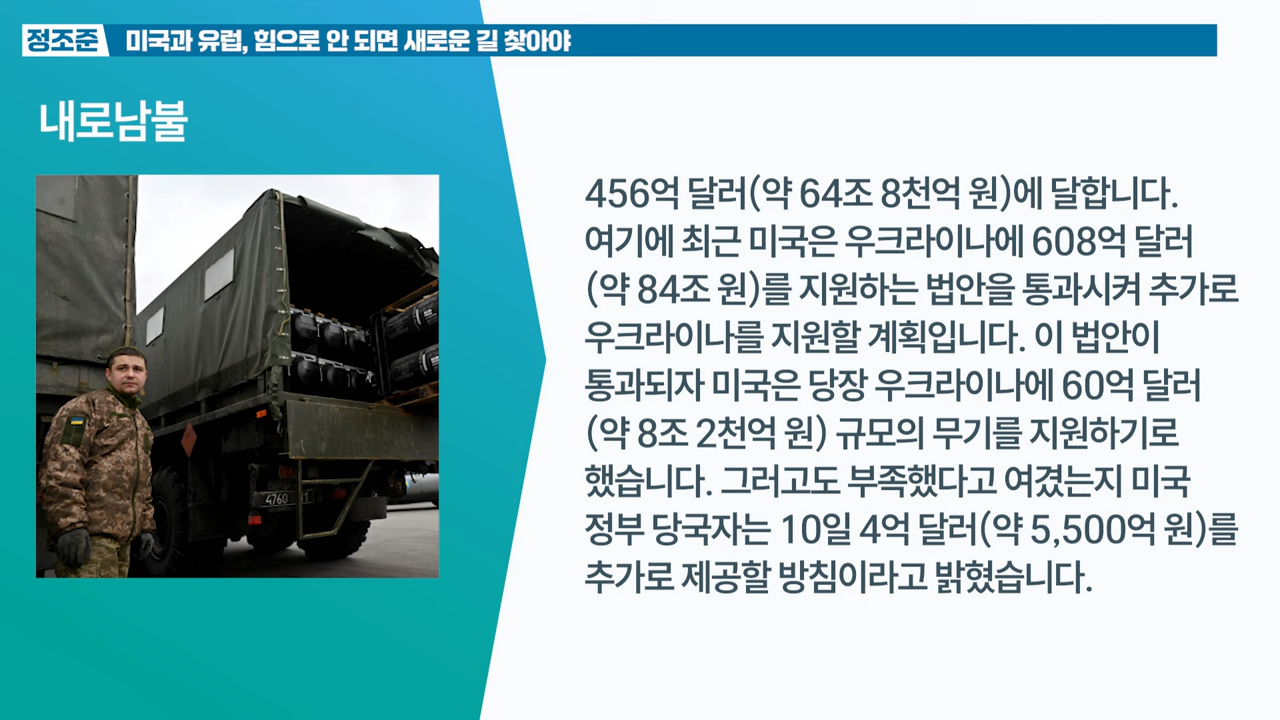 정조준 미국과 유럽, 힘으로 안 되면 새로운 길 찾아야
내로남불
456억 달러(약 64조 8천억 원)에 달합니다.
여기에 최근 미국은 우크라이나에 608억 달러
(약 84조 원)를 지원하는 법안을 통과시켜 추가로
우크라이나를 지원할 계획입니다. 이 법안이
통과되자 미국은 당장 우크라이나에 60억 달러
(약 8조 2천억 원) 규모의 무기를 지원하기로
했습니다. 그러고도 부족했다고 여겼는지 미국
정부 당국자는 10일 4억 달러(약 5,500억 원)를
추가로 제공할 방침이라고 밝혔습니다.
4760